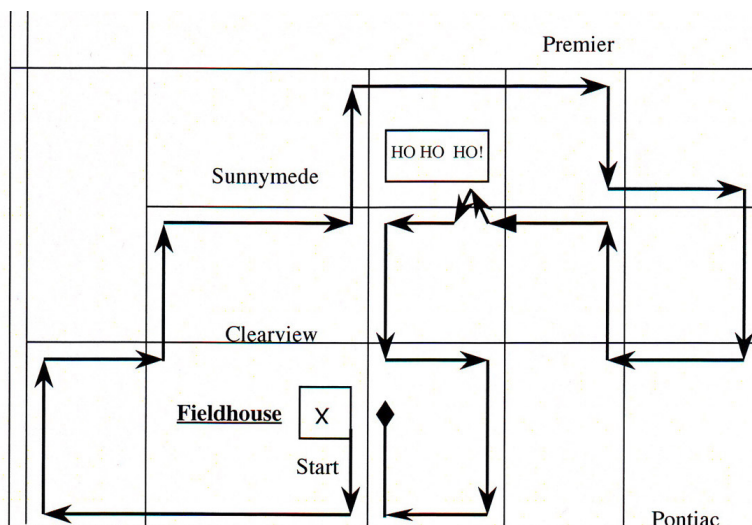 Premier
HO HO HO!
Sunnymede
Clearview
Fieldhouse
X
Start
Pontiac